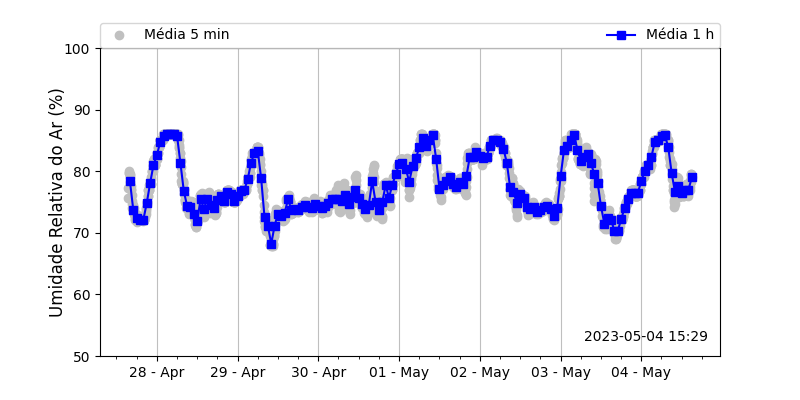 Média 5 min
Média 1 h
Umidade Relativa do Ar (%)
100
90
80
70
60
50
2023-05-04 15:29
28 - Apr
29 - Apr
30 - Apr
01 - May
02 - May
03 - May
04 - May